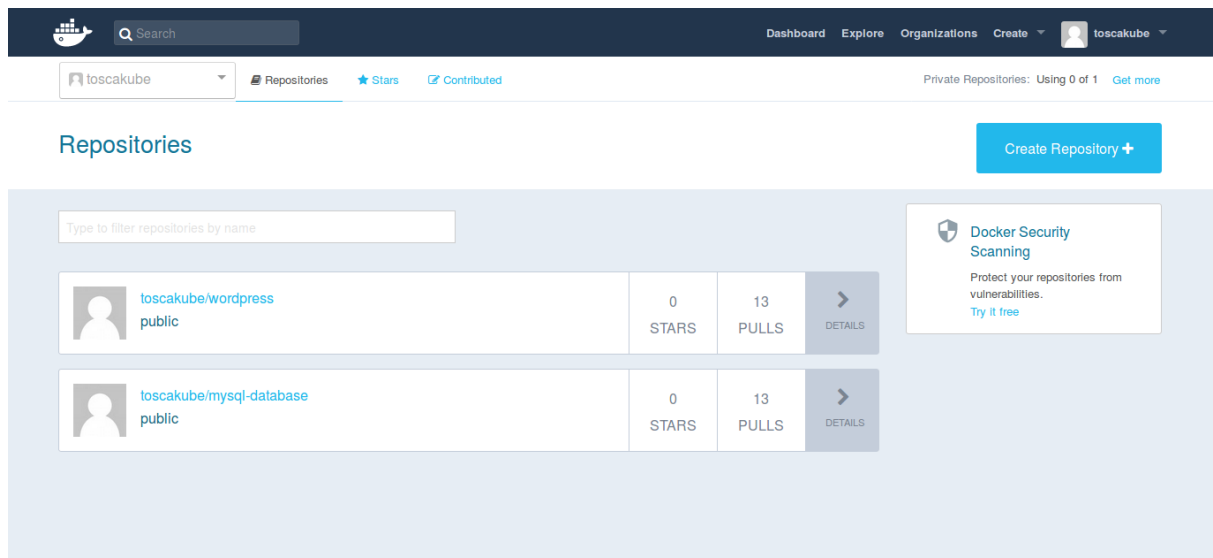 Search
Dashboard Explore Organizations Create toscakube
toscakube Repositories Stars Contributed Private Repositories: Using 0 of 1 Get more
Repositories
Create Repository
Type to filter repositories by name
toscakube/wordpress
public
0
STARS
13
PULLS
DETAILS
toscakube/mysql-database
public
0
STARS
13
PULLS
DETAILS
Docker Security
Scanning
Protect your repositories from
vulnerabilities.
Try it free